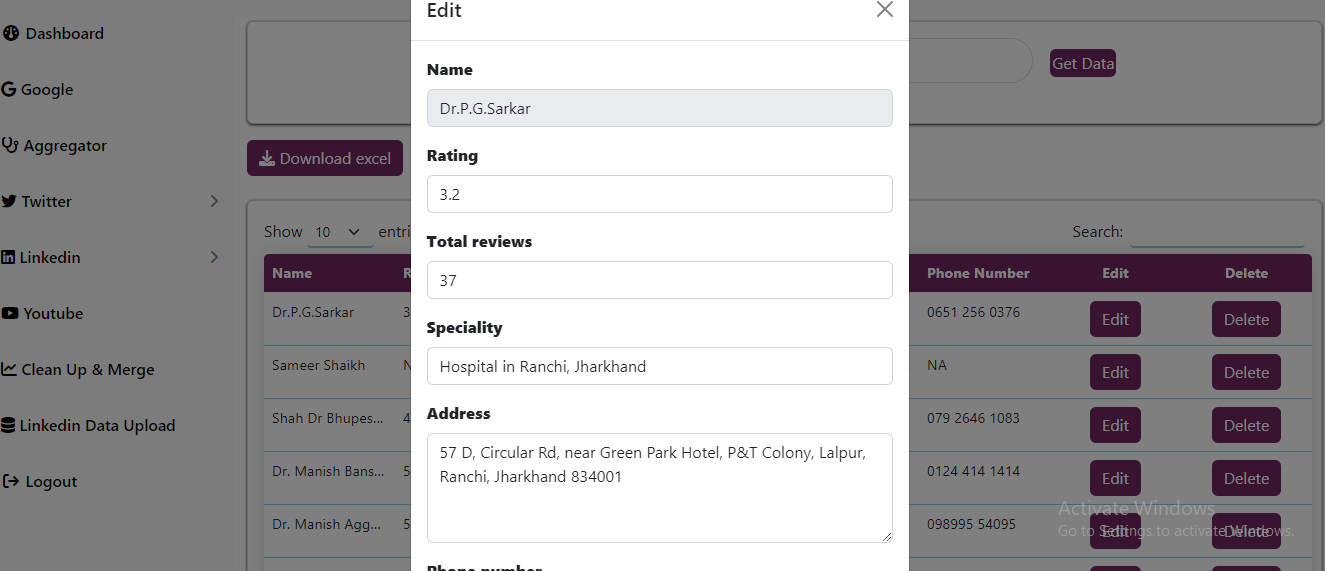 Edit
Dashboard
Google
Aggregator
Twitter
Linkedin
Youtube
Clean Up & Merge
Linkedin Data Upload
Logout
Get Data
Download excel
Show 10 entri
Search:
Name
Dr.P.G.Sarkar
Rating
3.2
Total reviews
37
Speciality
Hospital in Ranchi, Jharkhand
Address
57 D, Circular Rd, near Green Park Hotel, P&T Colony, Lalpur,
Ranchi, Jharkhand 834001
Phone number
Name R Phone Number Edit Delete
Dr.P.G.Sarkar 3 0651 256 0376 Edit Delete
Sameer Shaikh N NA Edit Delete
Shah Dr Bhupes... 4 079 2646 1083 Edit Delete
Dr. Manish Bans... 5 0124 414 1414 Edit Delete
Dr. Manish Agg... 5 098995 54095 Edit Delete
Activate Windows
Go to Settings to activate Windows.